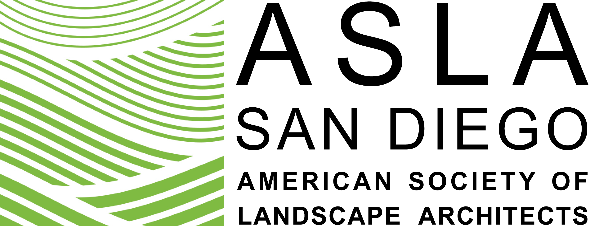 ASLA
SAN DIEGO
AMERICAN SOCIETY OF
LANDSCAPE ARCHITECTS